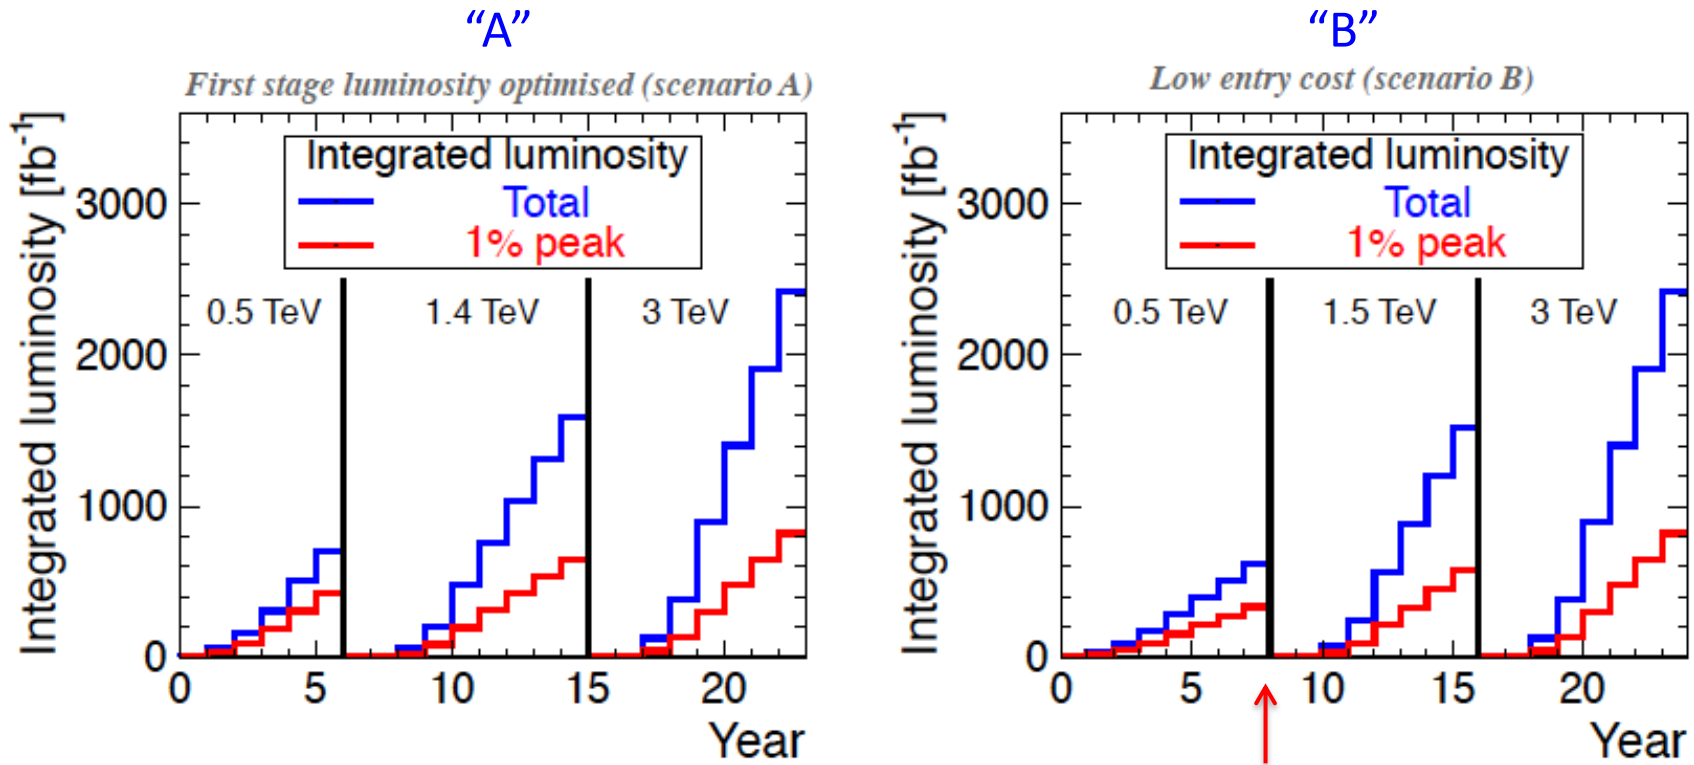 “A”
First stage luminosity optimised (scenario A)
Integrated luminosity [fb-1]
3000
2000
1000
0
Integrated luminosity
Total
1% peak
0.5 TeV
1.4 TeV
3 TeV
0 5 10 15 20
Year
“B”
Low entry cost (scenario B)
Integrated luminosity [fb-1]
3000
2000
1000
0
Integrated luminosity
Total
1% peak
0.5 TeV
1.5 TeV
3 TeV
0 5 10 15 20
Year